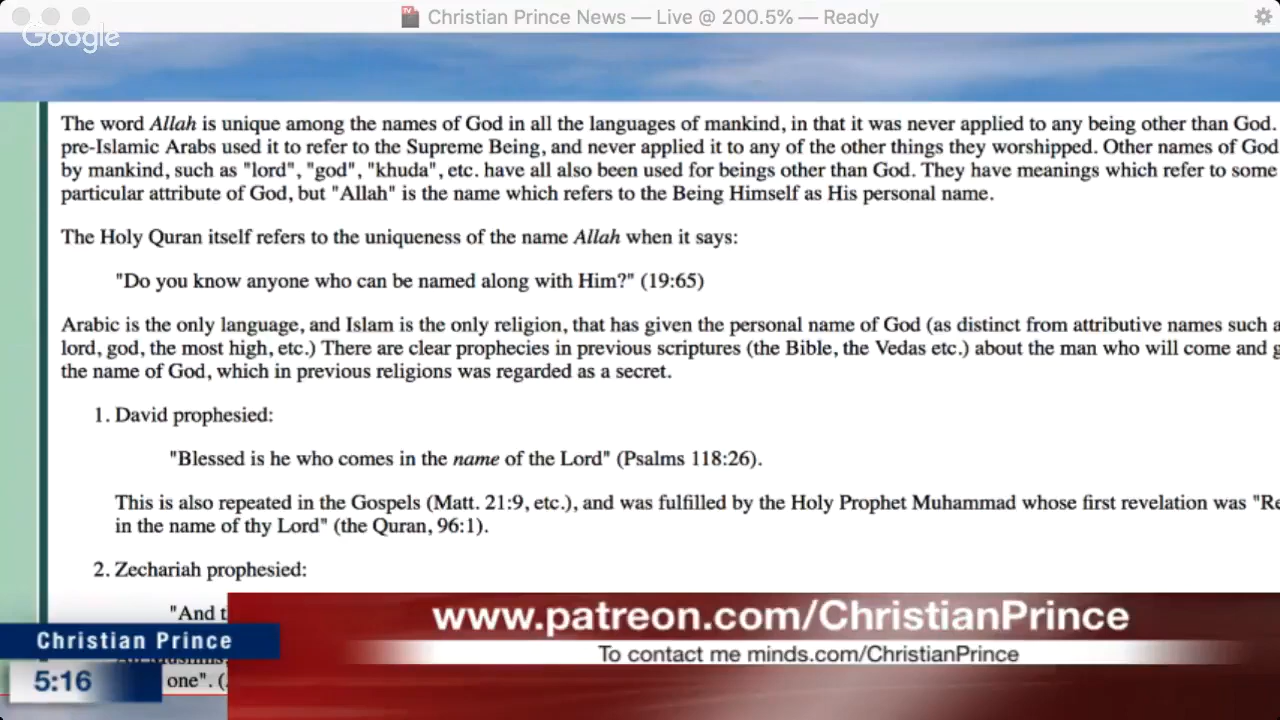 Christian Prince News — Live @ 200.5% — Ready
Google
The word Allah is unique among the names of God in all the languages of mankind, in that it was never applied to any being other than God.
pre-Islamic Arabs used it to refer to the Supreme Being, and never applied it to any of the other things they worshipped. Other names of God
by mankind, such as "lord", "god", "khuda", etc. have all also been used for beings other than God. They have meanings which refer to some
particular attribute of God, but "Allah" is the name which refers to the Being Himself as His personal name.
The Holy Quran itself refers to the uniqueness of the name Allah when it says:
"Do you know anyone who can be named along with Him?" (19:65)
Arabic is the only language, and Islam is the only religion, that has given the personal name of God (as distinct from attributive names such
lord, god, the most high, etc.) There are clear prophecies in previous scriptures (the Bible, the Vedas etc.) about the man who will come and
the name of God, which in previous religions was regarded as a secret.
1. David prophesied:
"Blessed is he who comes in the name of the Lord" (Psalms 118:26).
This is also repeated in the Gospels (Matt. 21:9, etc.), and was fulfilled by the Holy Prophet Muhammad whose first revelation was
in the name of thy Lord" (the Quran, 96:1).
2. Zechariah prophesied:
"And
www.patreon.com/ChristianPrince
Christian Prince
To contact me minds.com/ChristianPrince
5:16
one". (